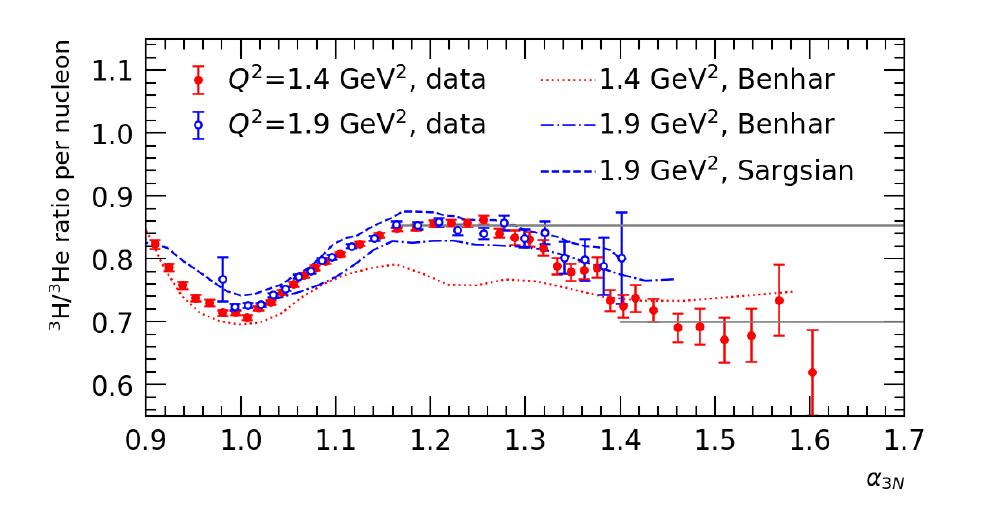 ³H/³He ratio per nucleon
1.1
1.0
0.9
0.8
0.7
0.6
Q²=1.4 GeV², data
Q²=1.9 GeV², data
1.4 GeV², Benhar
1.9 GeV², Benhar
1.9 GeV², Sargsian
0.9 1.0 1.1 1.2 1.3 1.4 1.5 1.6 1.7
α₃N